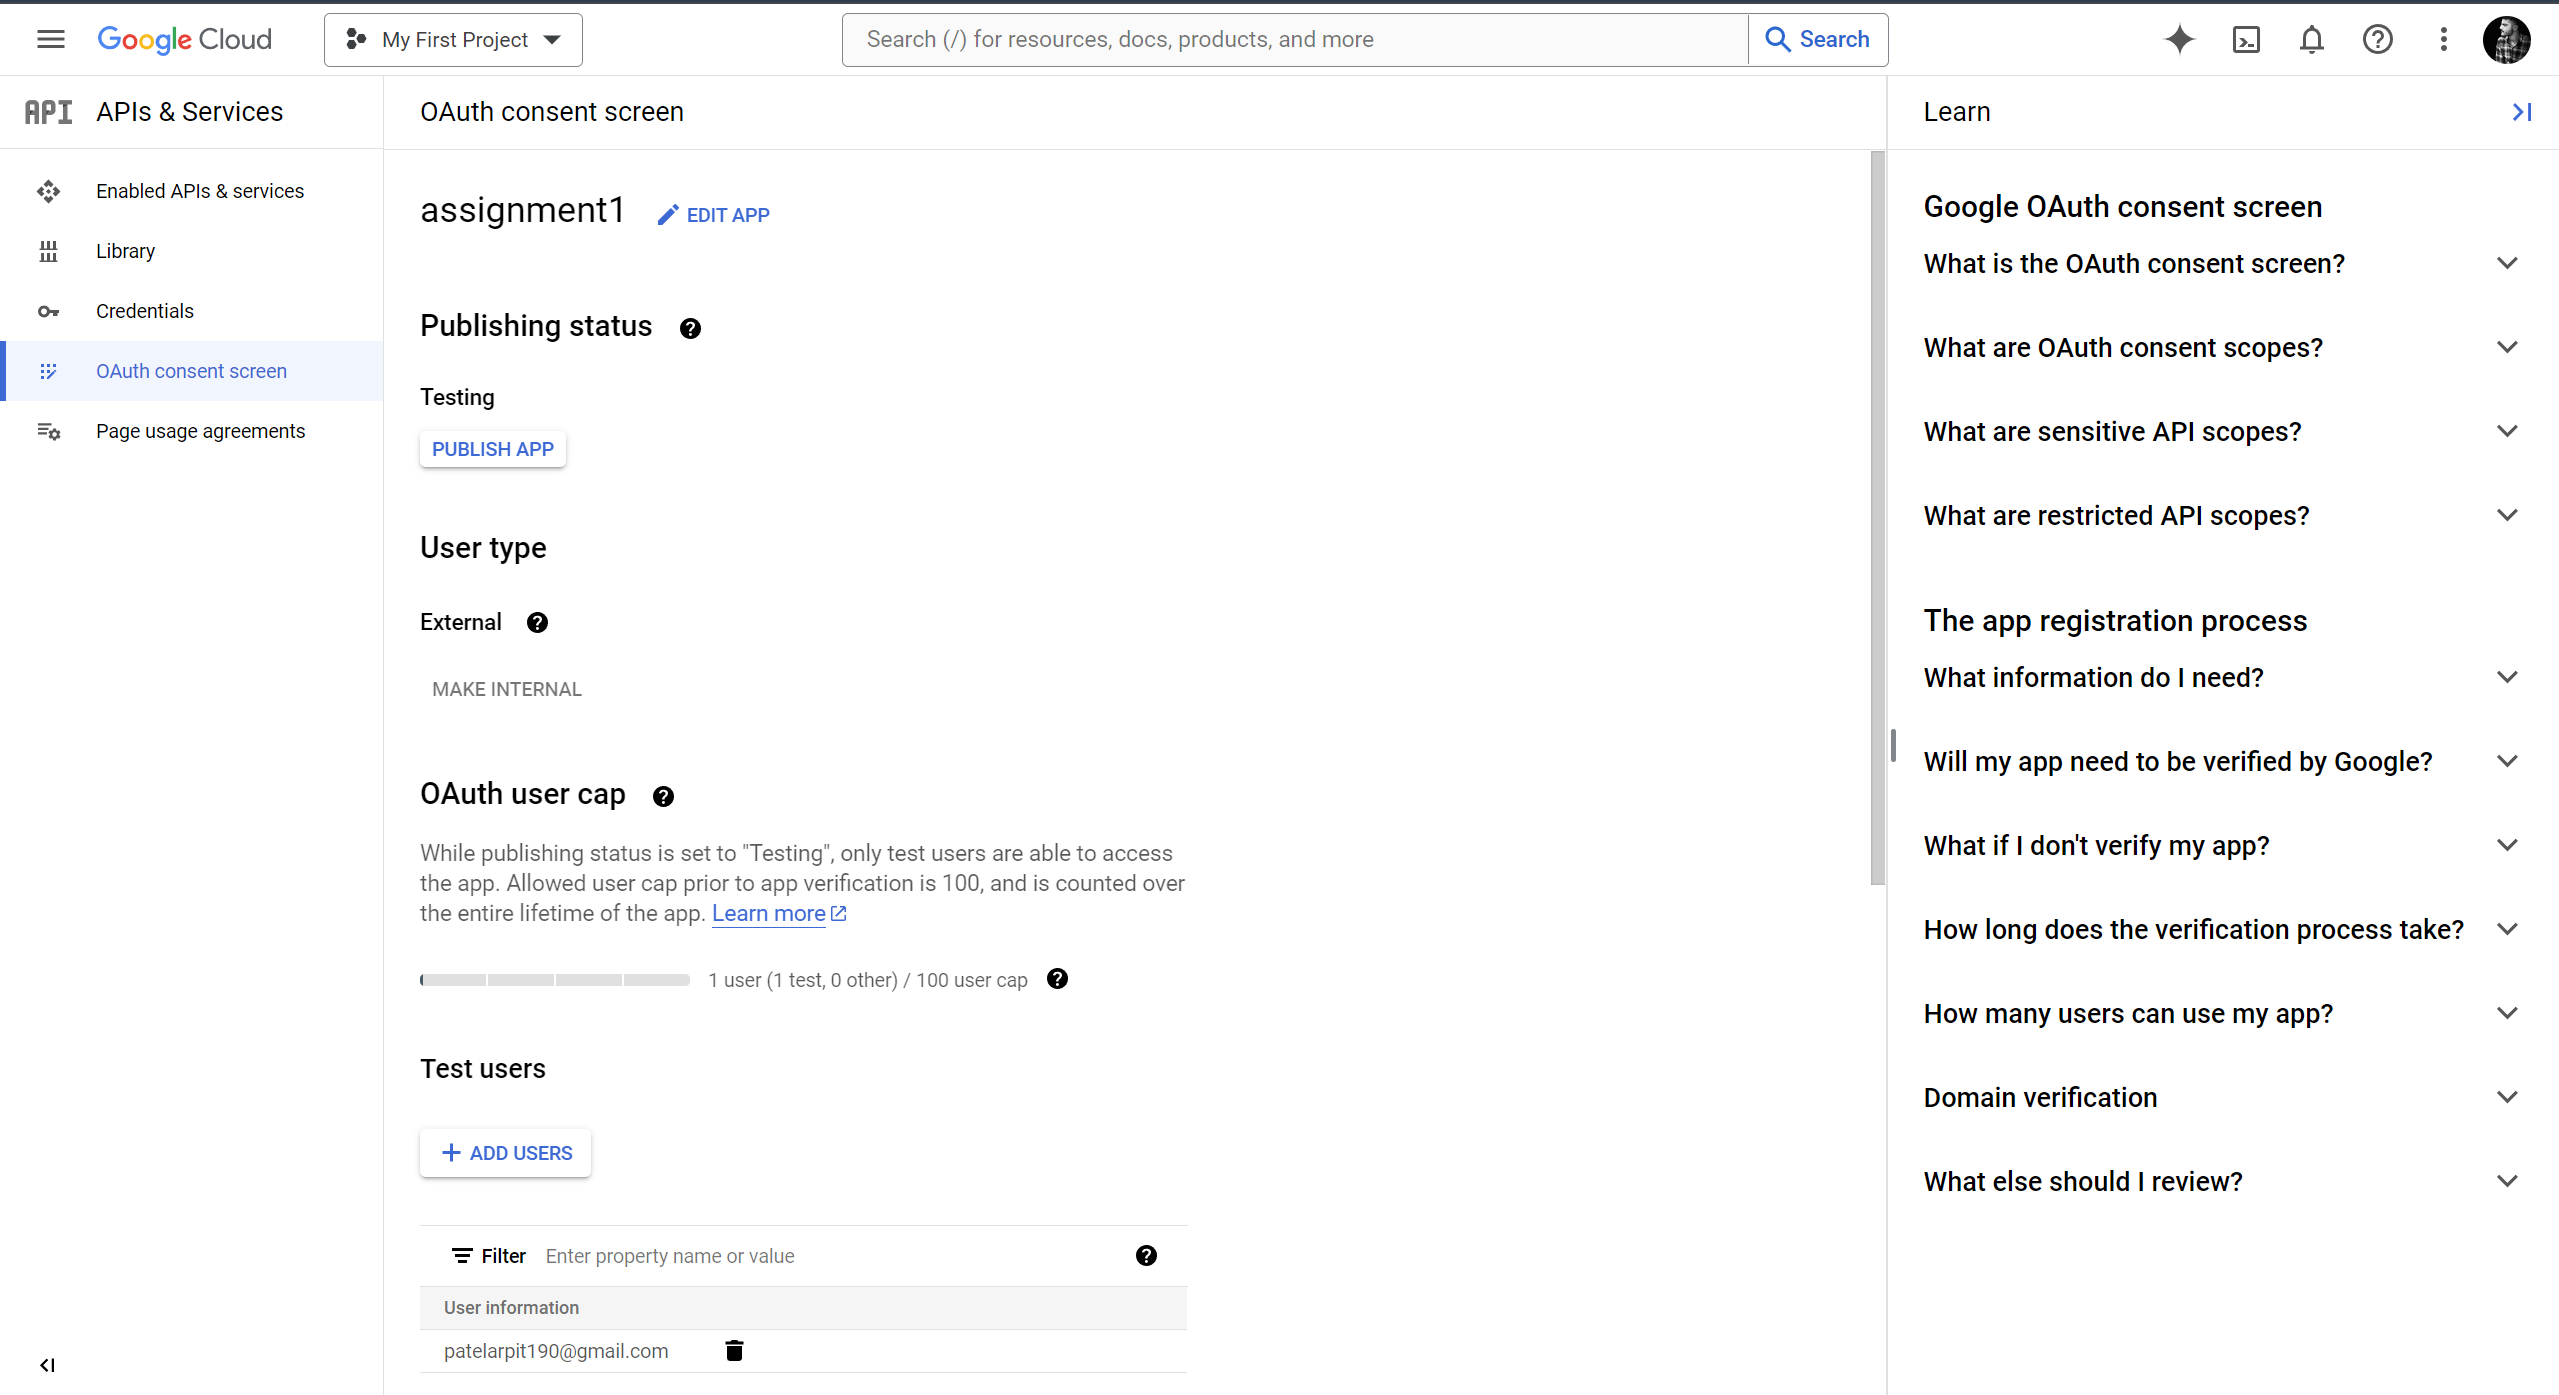 Google Cloud
My First Project
Search (/) for resources, docs, products, and more
Search
API
APIs & Services
Enabled APIs & services
Library
Credentials
OAuth consent screen
Page usage agreements
OAuth consent screen
assignment1
EDIT APP
Publishing status
Testing
PUBLISH APP
User type
External
MAKE INTERNAL
OAuth user cap
While publishing status is set to "Testing", only test users are able to access
the app. Allowed user cap prior to app verification is 100, and is counted over
the entire lifetime of the app. Learn more
1 user (1 test, 0 other) / 100 user cap
Test users
ADD USERS
Filter
Enter property name or value
User information
patelarpit190@gmail.com
Learn
Google OAuth consent screen
What is the OAuth consent screen?
What are OAuth consent scopes?
What are sensitive API scopes?
What are restricted API scopes?
The app registration process
What information do I need?
Will my app need to be verified by Google?
What if I don't verify my app?
How long does the verification process take?
How many users can use my app?
Domain verification
What else should I review?